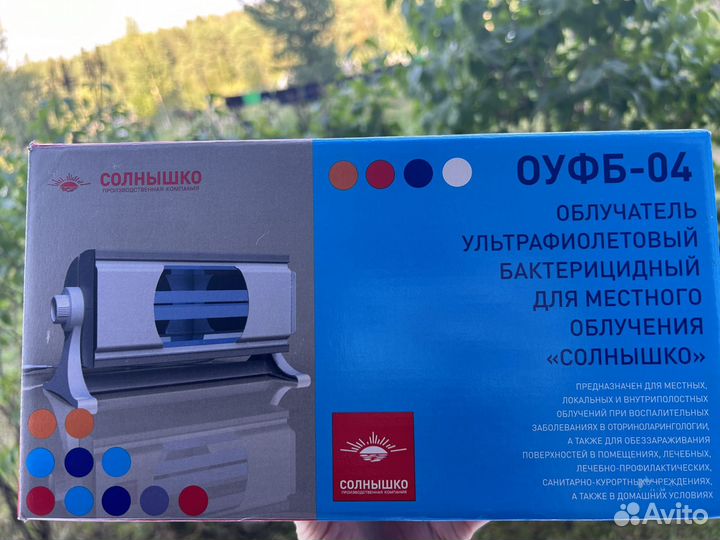 СОЛНЫШКО
ПРОИЗВОДСТВЕННАЯ КОМПАНИЯ
ОУФБ-04
ОБЛУЧАТЕЛЬ
УЛЬТРАФИОЛЕТОВЫЙ
БАКТЕРИЦИДНЫЙ
ДЛЯ МЕСТНОГО
ОБЛУЧЕНИЯ
«СОЛНЫШКО»
ПРЕДНАЗНАЧЕН ДЛЯ МЕСТНЫХ,
ЛОКАЛЬНЫХ И ВНУТРИПОЛОСТНЫХ
ОБЛУЧЕНИЙ ПРИ ВОСПАЛИТЕЛЬНЫХ
ЗАБОЛЕВАНИЯХ В ОТОРИНОЛАРИНГОЛОГИИ,
А ТАКЖЕ ДЛЯ ОБЕЗЗАРАЖИВАНИЯ
ПОВЕРХНОСТЕЙ В ПОМЕЩЕНИЯХ, ЛЕЧЕБНЫХ,
ЛЕЧЕБНО-ПРОФИЛАКТИЧЕСКИХ,
САНИТАРНО-КУРОРТНЫХ УЧРЕЖДЕНИЯХ,
А ТАКЖЕ В ДОМАШНИХ УСЛОВИЯХ
СОЛНЫШКО
ПРОИЗВОДСТВЕННАЯ КОМПАНИЯ
Avito